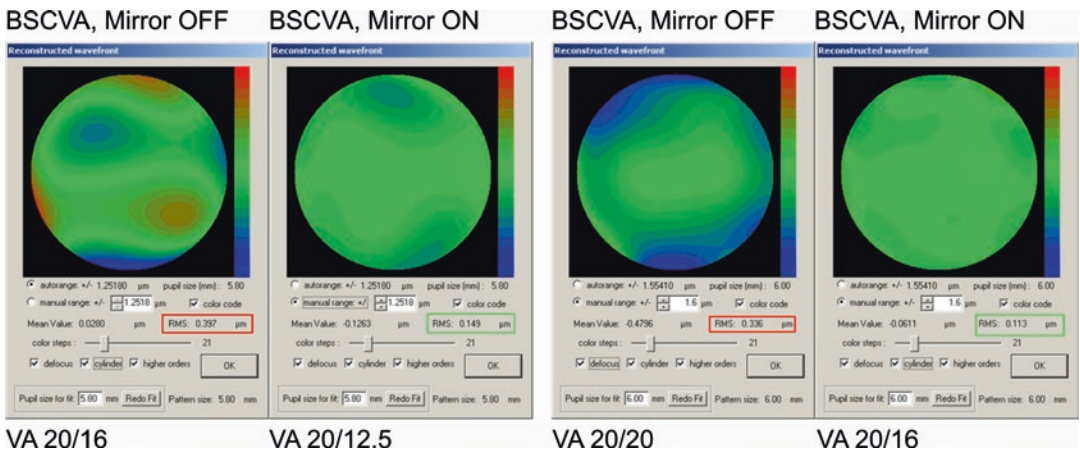 BSCVA, Mirror OFF
Reconstructed wavefront
autorange: +/- 1.25180 µm pupil size (mm) : 5.80
manual range: +/- 1.2518 µm color code
Mean Value: 0.0280 µm RMS: 0.397 µm
color steps : 21
defocus cylinder higher orders OK
Pupil size for fit: 5.80 mm Redo Fit Pattern size: 5.80 mm
VA 20/16
BSCVA, Mirror ON
Reconstructed wavefront
autorange: +/- 1.25180 µm pupil size (mm) : 5.80
manual range: +/- 1.2518 µm color code
Mean Value: -0.1263 µm RMS: 0.149 µm
color steps : 21
defocus cylinder higher orders OK
Pupil size for fit: 5.80 mm Redo Fit Pattern size: 5.80 mm
VA 20/12.5
BSCVA, Mirror OFF
Reconstructed wavefront
autorange: +/- 1.55410 µm pupil size (mm) : 6.00
manual range: +/- 1.6 µm color code
Mean Value: -0.4796 µm RMS: 0.336 µm
color steps : 21
defocus cylinder higher orders OK
Pupil size for fit: 6.00 mm Redo Fit Pattern size: 6.00 mm
VA 20/20
BSCVA, Mirror ON
Reconstructed wavefront
autorange: +/- 1.55410 µm pupil size (mm) : 6.00
manual range: +/- 1.6 µm color code
Mean Value: -0.0611 µm RMS: 0.113 µm
color steps : 21
defocus cylinder higher orders OK
Pupil size for fit: 6.00 mm Redo Fit Pattern size: 6.00 mm
VA 20/16